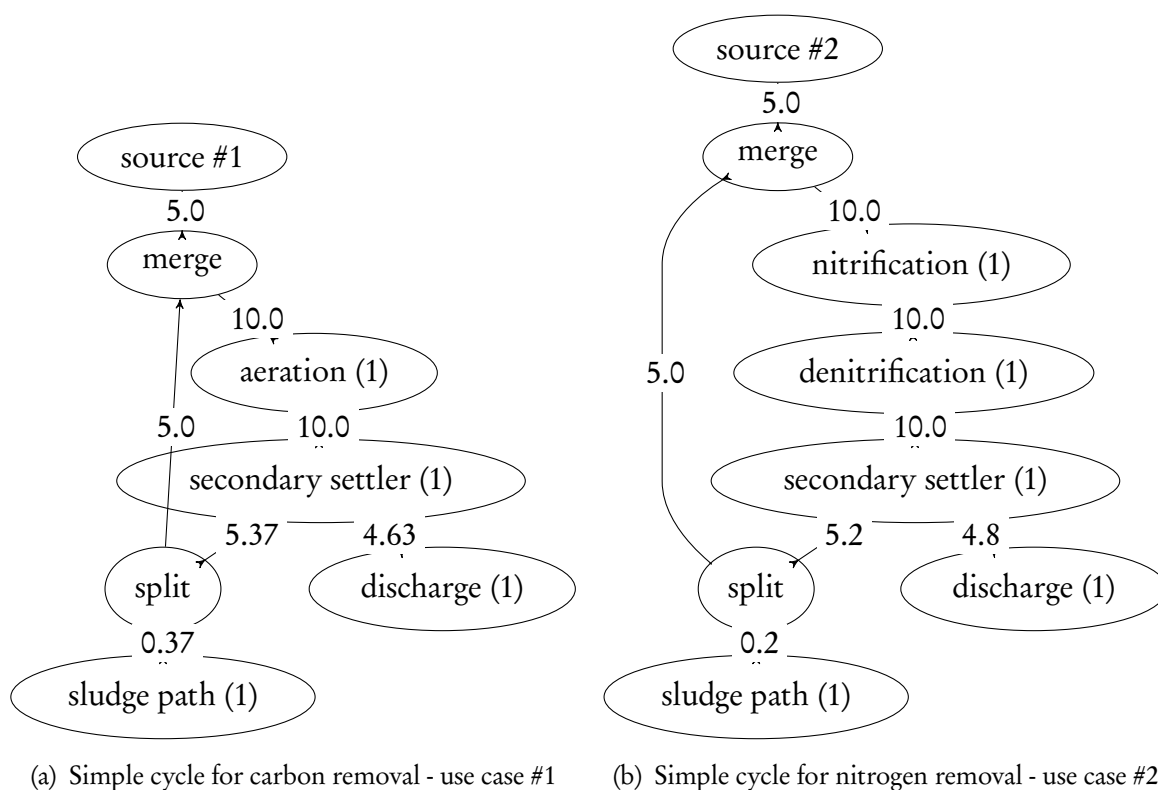 source #1
5.0
merge
10.0
aeration (1)
5.0
10.0
secondary settler (1)
5.37
4.63
split
discharge (1)
0.37
sludge path (1)
(a) Simple cycle for carbon removal - use case #1
source #2
5.0
merge
10.0
nitrification (1)
10.0
5.0
denitrification (1)
10.0
secondary settler (1)
5.2
4.8
split
discharge (1)
0.2
sludge path (1)
(b) Simple cycle for nitrogen removal - use case #2